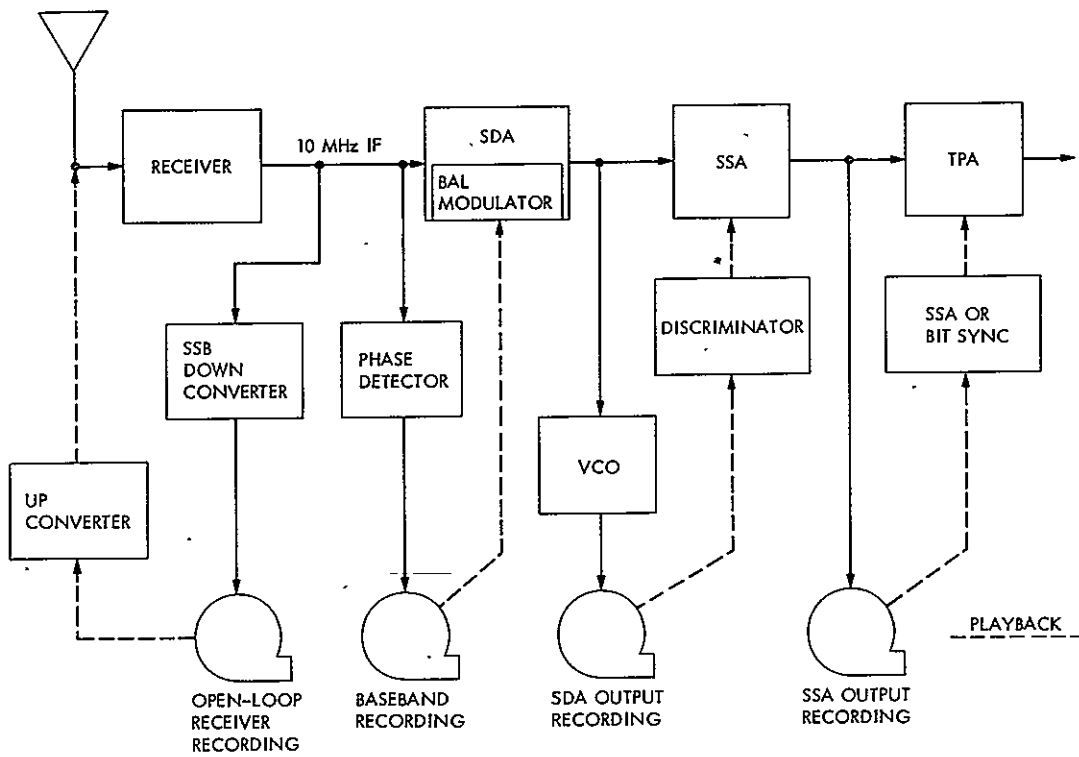 RECEIVER
10 MHz IF
SDA
BAL
MODULATOR
SSA
TPA
SSB
DOWN
CONVERTER
PHASE
DETECTOR
DISCRIMINATOR
SSA OR
BIT SYNC
VCO
UP
CONVERTER
PLAYBACK
OPEN-LOOP
RECEIVER
RECORDING
BASEBAND
RECORDING
SDA OUTPUT
RECORDING
SSA OUTPUT
RECORDING